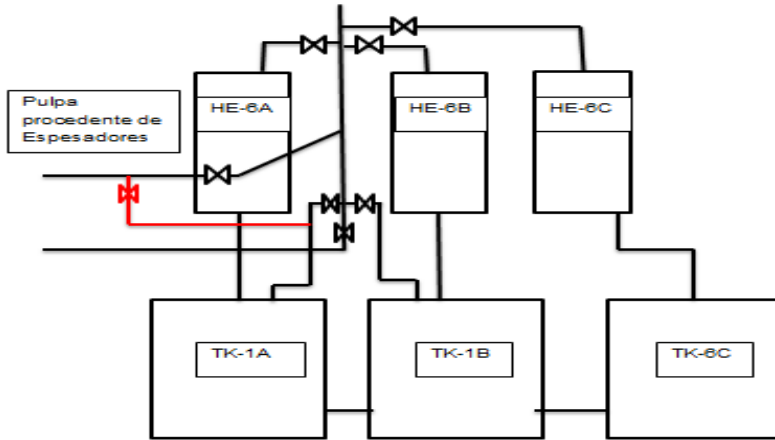 Pulpa
procedente de
Espesadores
HE-6A
HE-6B
HE-6C
TK-1A
TK-1B
TK-6C